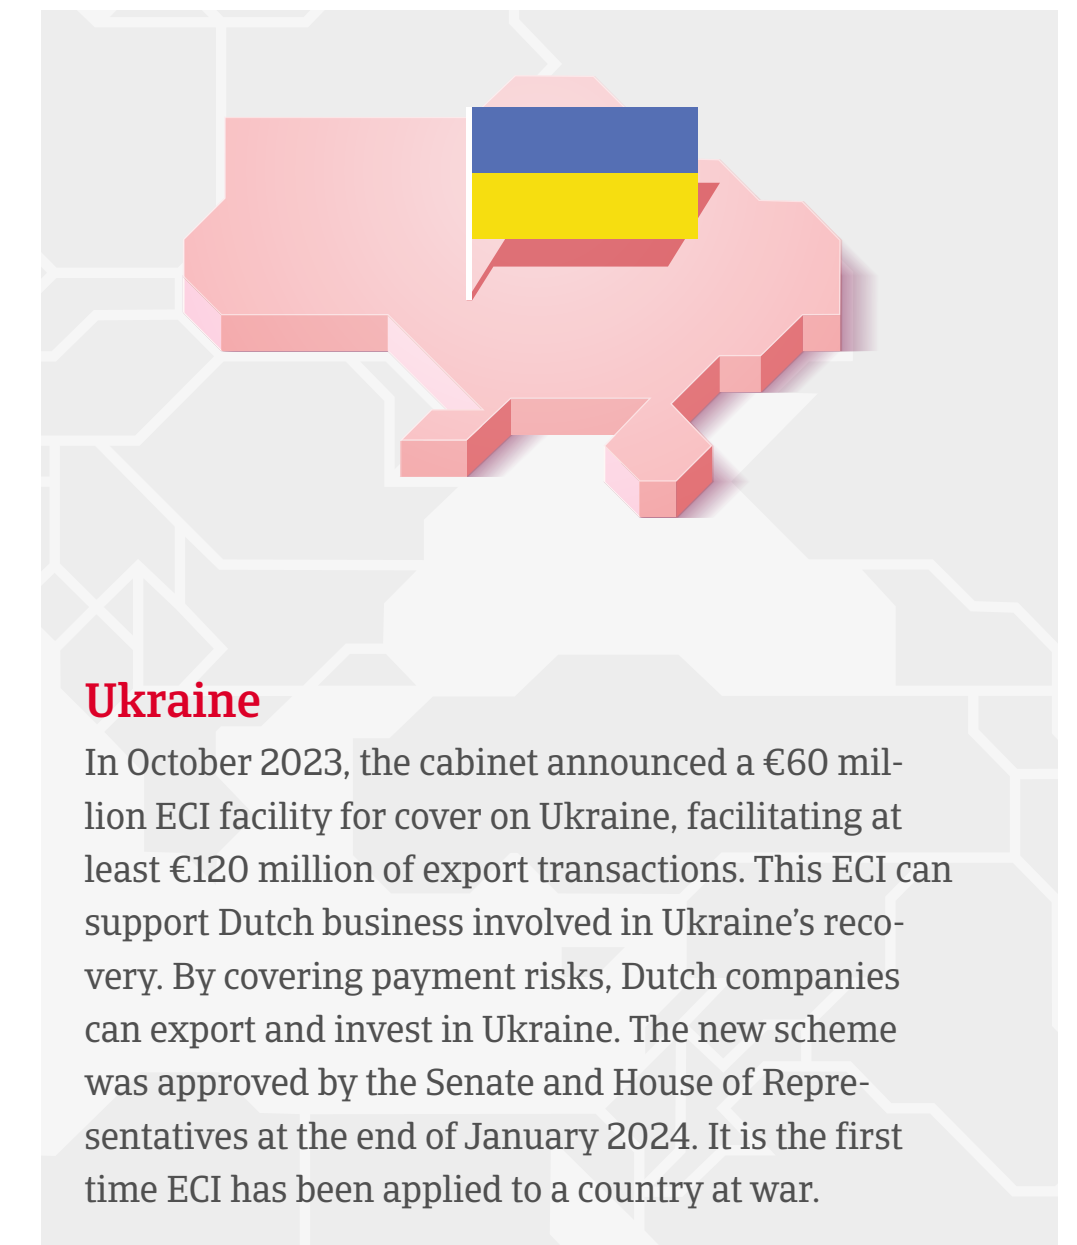 Ukraine
In October 2023, the cabinet announced a €60 mil-
lion ECI facility for cover on Ukraine, facilitating at
least €120 million of export transactions. This ECI can
support Dutch business involved in Ukraine’s reco-
very. By covering payment risks, Dutch companies
can export and invest in Ukraine. The new scheme
was approved by the Senate and House of Repre-
sentatives at the end of January 2024. It is the first
time ECI has been applied to a country at war.